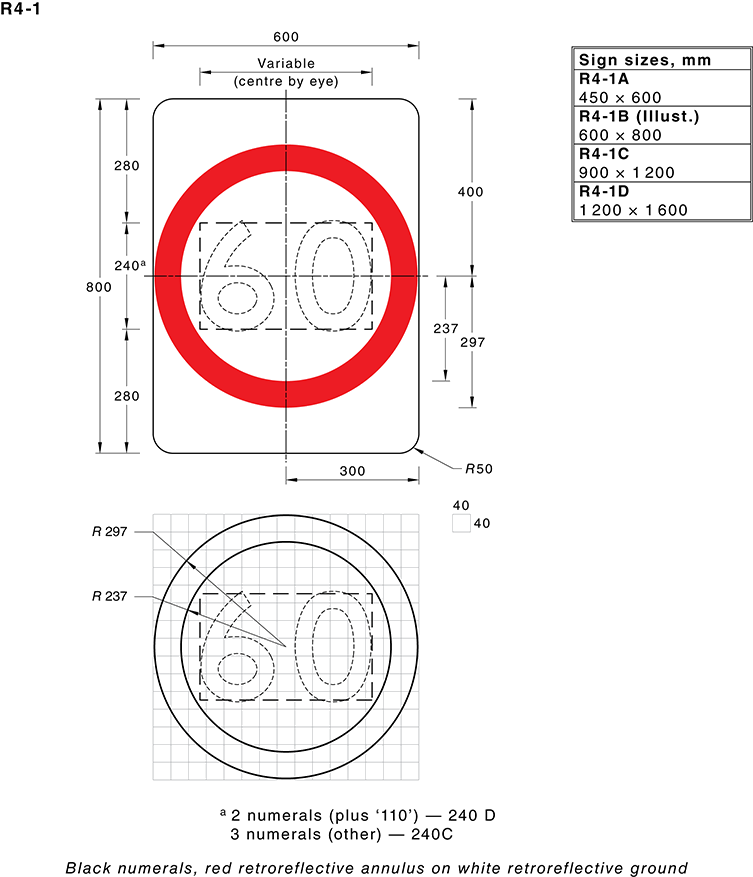 R4-1
600
Variable
(centre by eye)
Sign sizes, mm
R4-1A
450 × 600
R4-1B (Illust.)
600 × 800
R4-1C
900 × 1 200
R4-1D
1 200 × 1 600
280
400
60
240ᵃ
800
237
297
280
R50
300
40
40
R 297
R 237
60
ᵃ 2 numerals (plus ‘110’) — 240 D
3 numerals (other) — 240C
Black numerals, red retroreflective annulus on white retroreflective ground